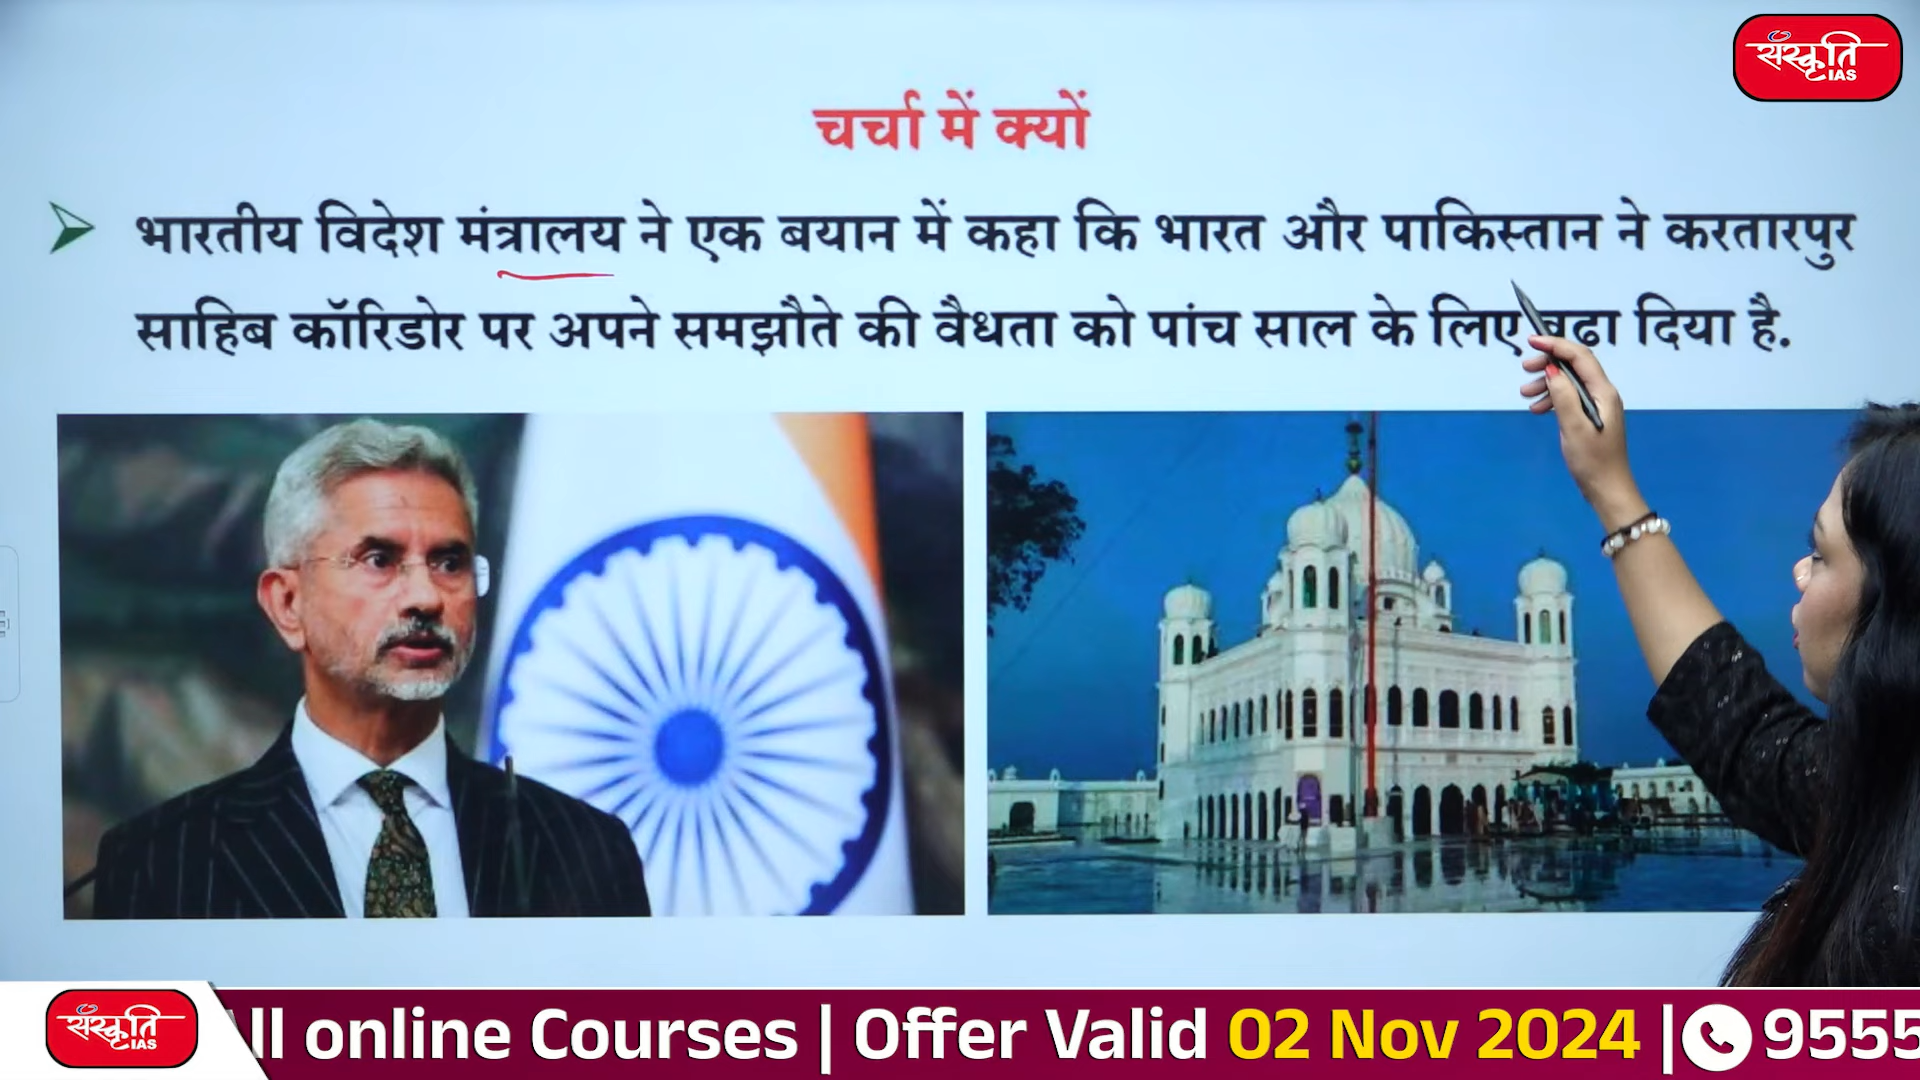 संस्कृति
IAS
चर्चा में क्यों
भारतीय विदेश मंत्रालय ने एक बयान में कहा कि भारत और पाकिस्तान ने करतारपुर
साहिब कॉरिडोर पर अपने समझौते की वैधता को पांच साल के लिए बढ़ा दिया है.
संस्कृति
IAS
ll online Courses | Offer Valid 02 Nov 2024 | 9555